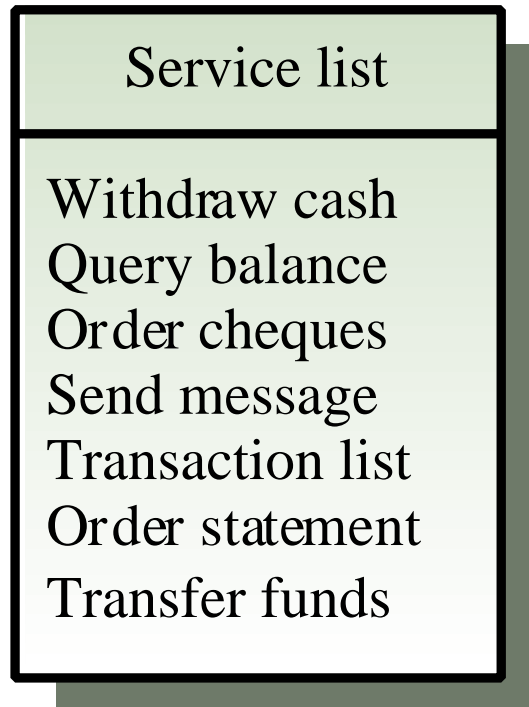 Service list
Withdraw cash
Query balance
Order cheques
Send message
Transaction list
Order statement
Transfer funds